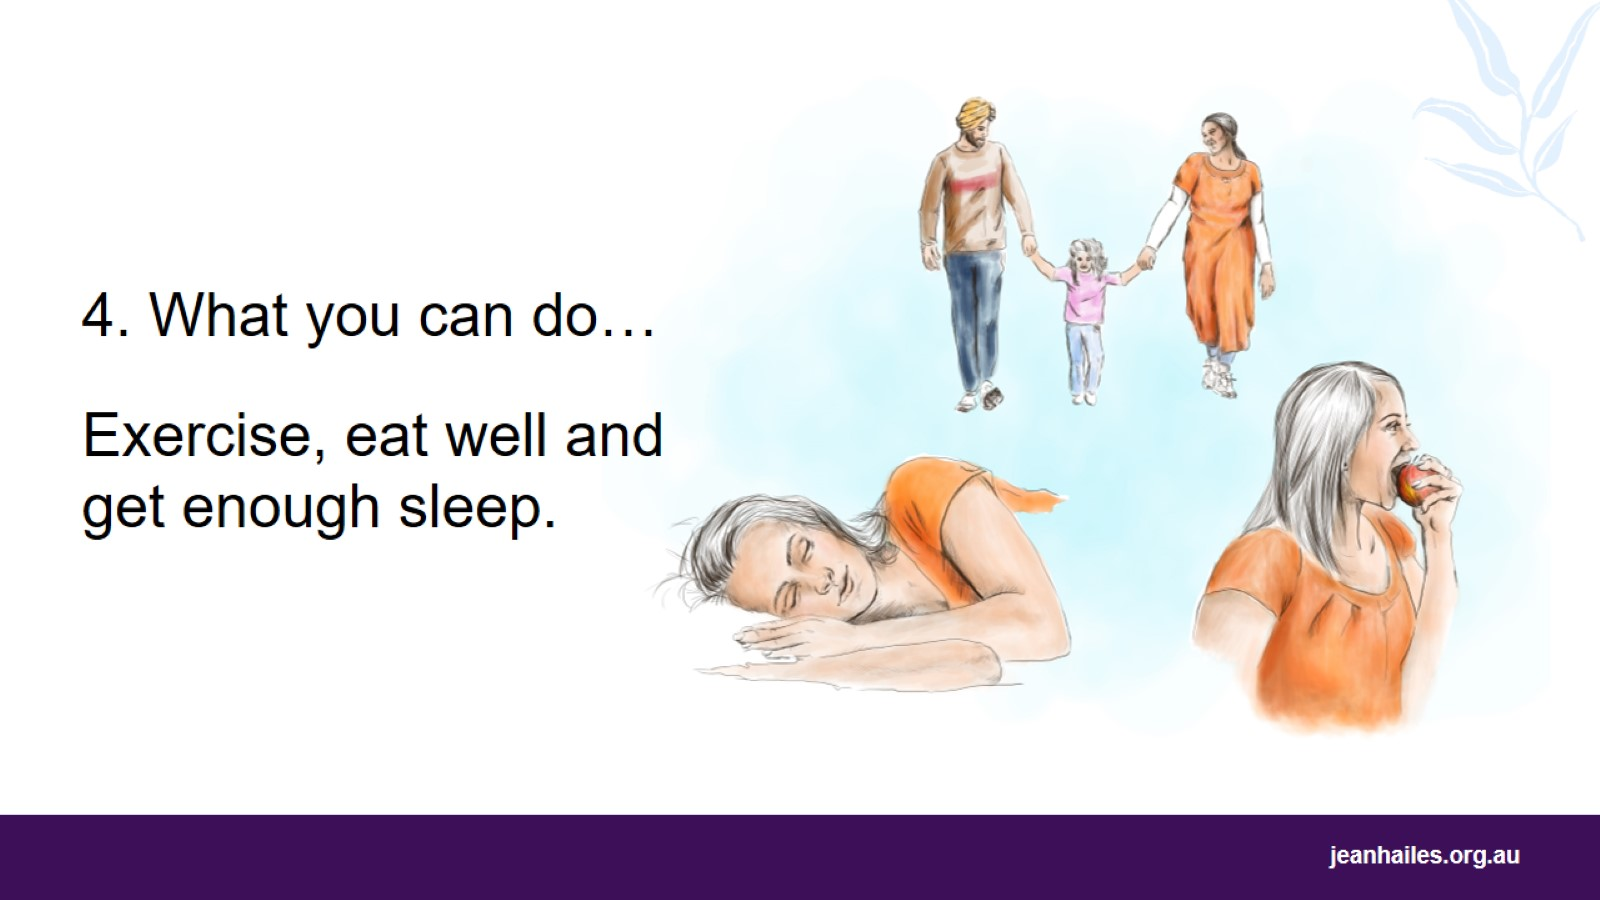 4. What you can do…
Exercise, eat well and
get enough sleep.
jeanhailes.org.au